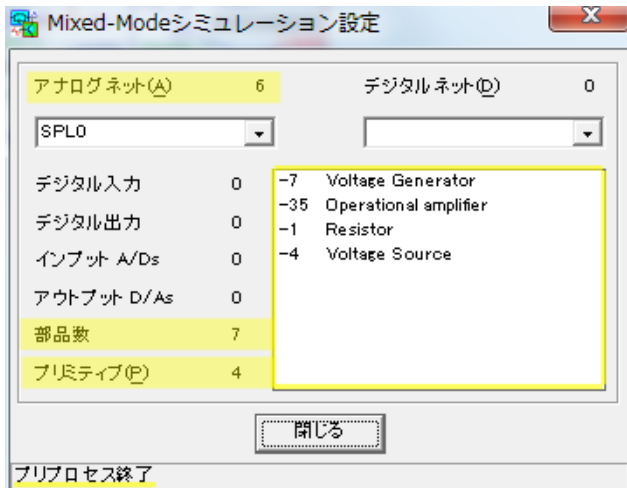 Mixed-Modeシミュレーション設定
アナログネット(A) 6 デジタルネット(D) 0
SPL0
デジタル入力 0
デジタル出力 0
インプット A/Ds 0
アウトプット D/As 0
部品数 7
プリミティブ(P) 4
-7 Voltage Generator
-35 Operational amplifier
-1 Resistor
-4 Voltage Source
閉じる
プリプロセス終了